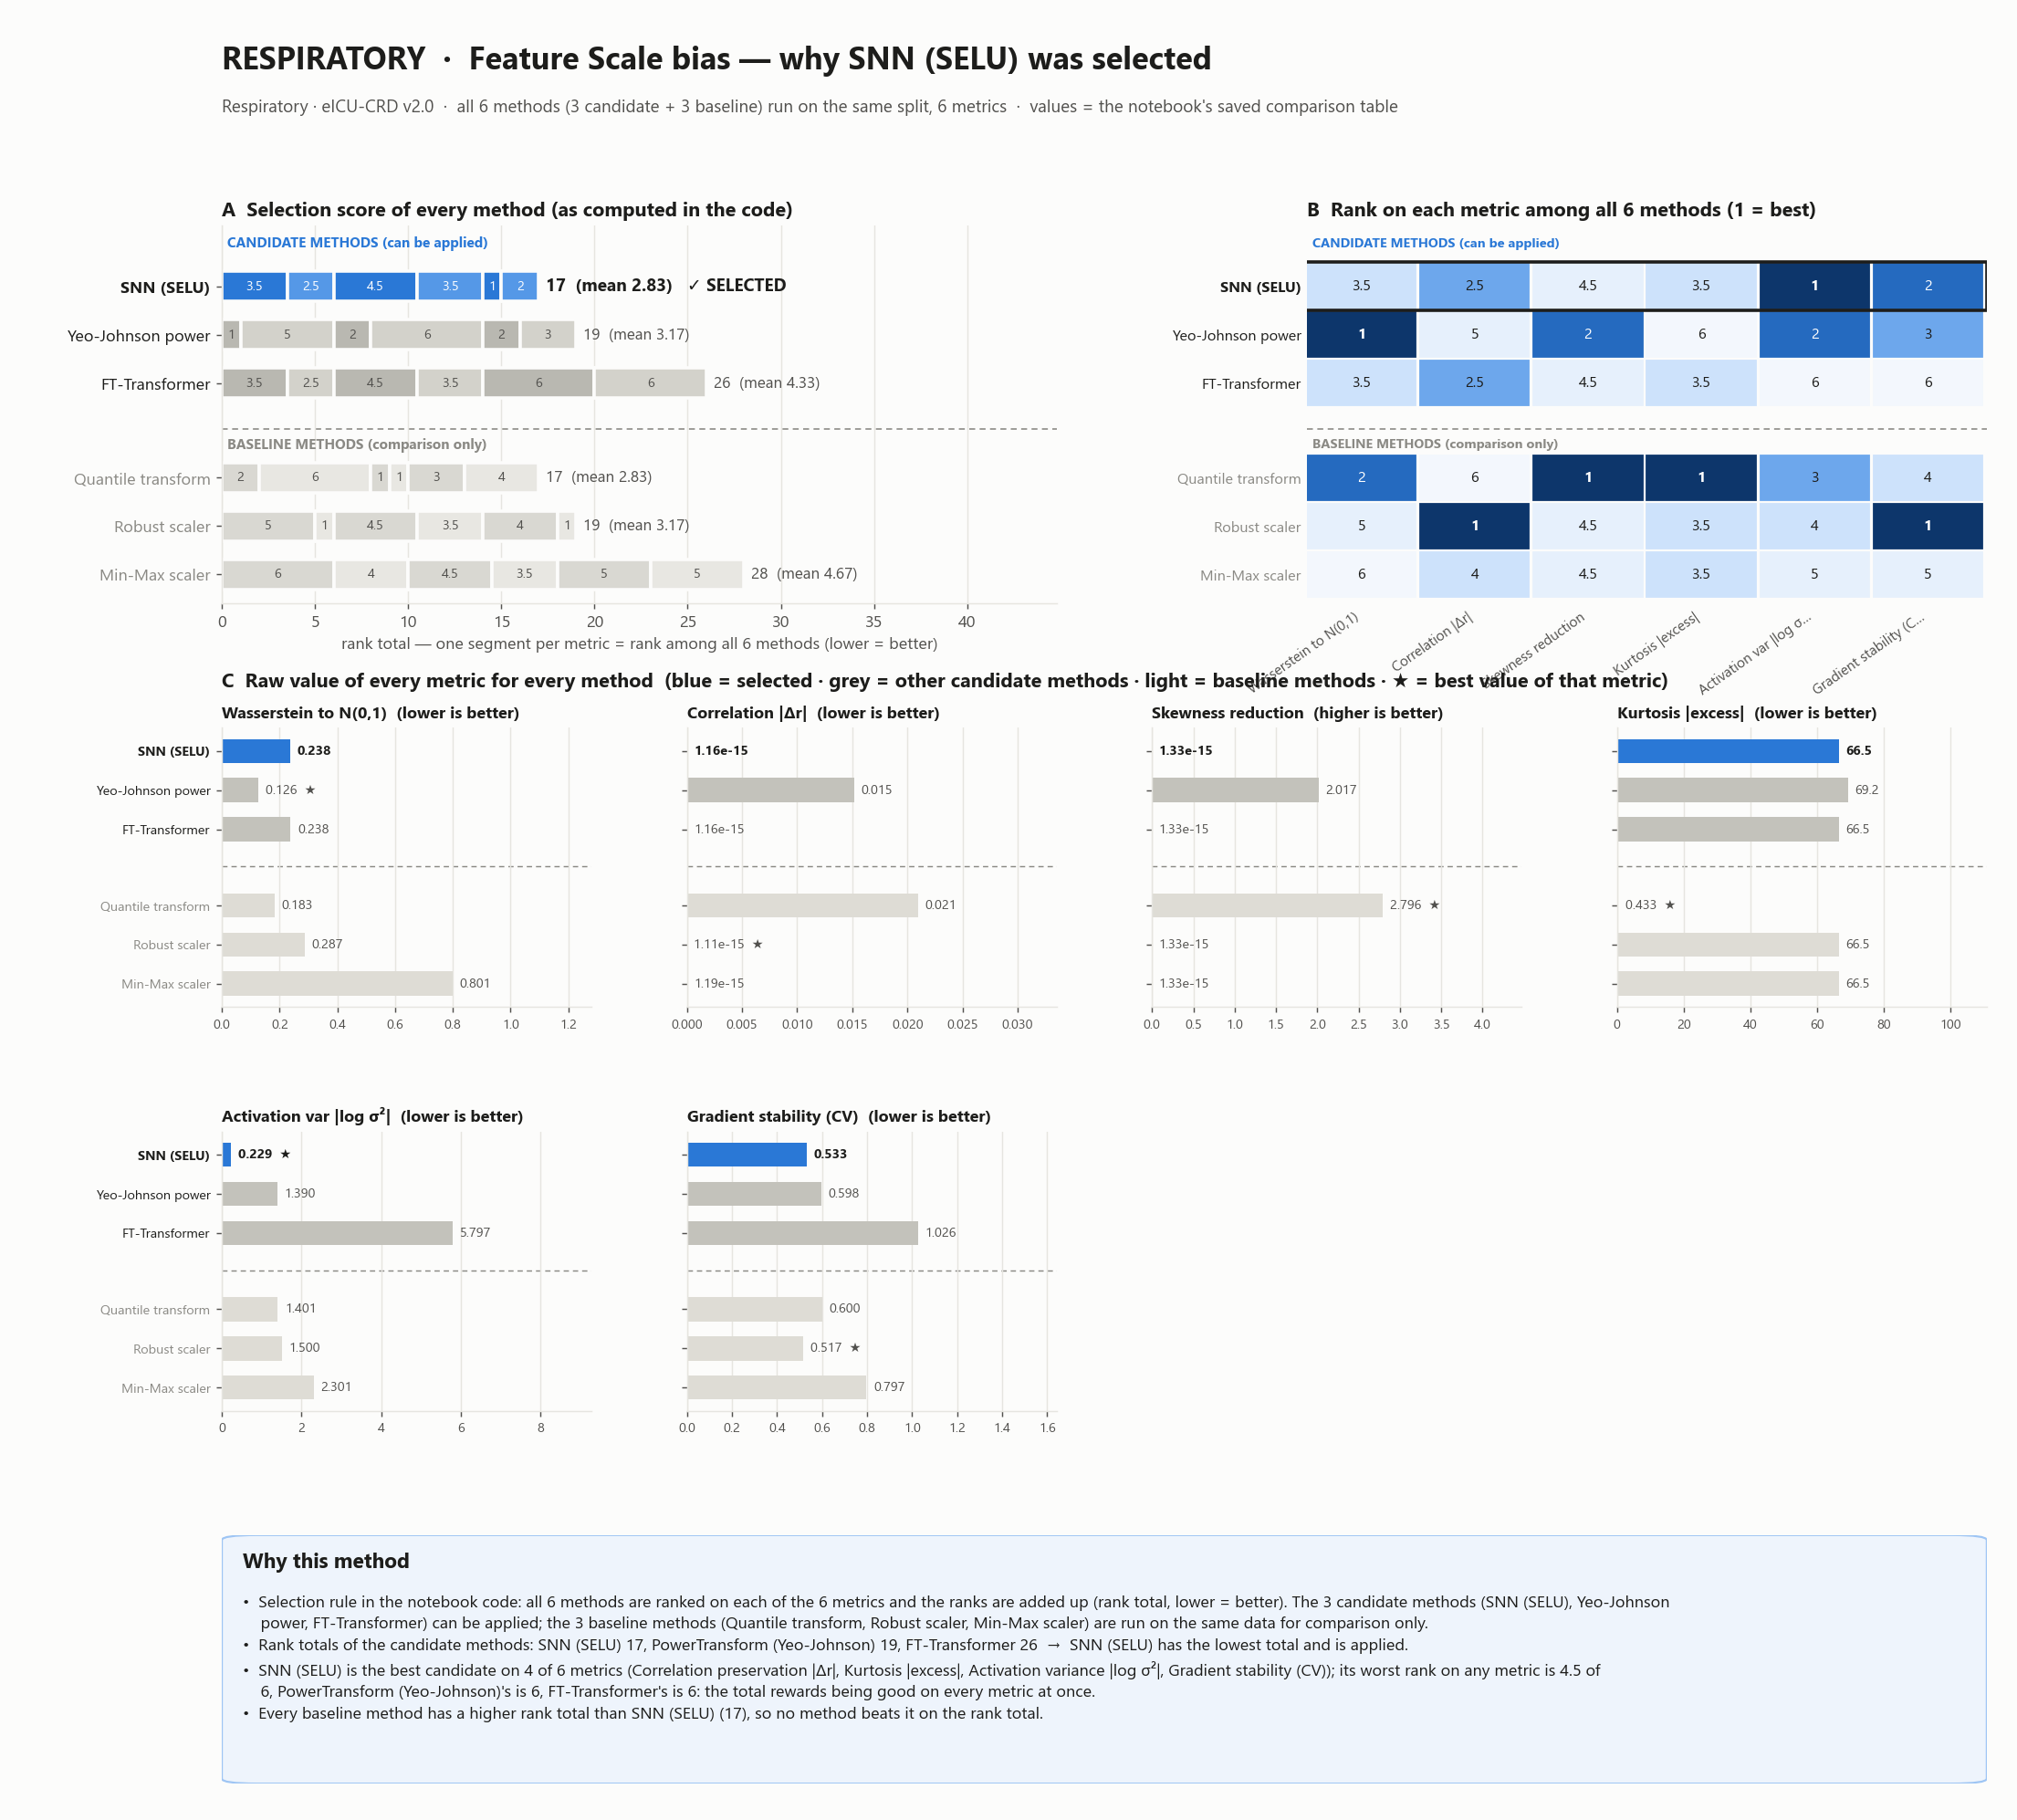 RESPIRATORY · Feature Scale bias — why SNN (SELU) was selected
Respiratory · eICU-CRD v2.0 · all 6 methods (3 candidate + 3 baseline) run on the same split, 6 metrics · values = the notebook's saved comparison table
A Selection score of every method (as computed in the code)
CANDIDATE METHODS (can be applied)
SNN (SELU) 3.5 2.5 4.5 3.5 1 2 17 (mean 2.83) ✓ SELECTED
Yeo-Johnson power 1 5 2 6 2 3 19 (mean 3.17)
FT-Transformer 3.5 2.5 4.5 3.5 6 6 26 (mean 4.33)
BASELINE METHODS (comparison only)
Quantile transform 2 6 1 1 3 4 17 (mean 2.83)
Robust scaler 5 1 4.5 3.5 4 1 19 (mean 3.17)
Min-Max scaler 6 4 4.5 3.5 5 5 28 (mean 4.67)
0 5 10 15 20 25 30 35 40
rank total — one segment per metric = rank among all 6 methods (lower = better)
B Rank on each metric among all 6 methods (1 = best)
CANDIDATE METHODS (can be applied)
SNN (SELU) 3.5 2.5 4.5 3.5 1 2
Yeo-Johnson power 1 5 2 6 2 3
FT-Transformer 3.5 2.5 4.5 3.5 6 6
BASELINE METHODS (comparison only)
Quantile transform 2 6 1 1 3 4
Robust scaler 5 1 4.5 3.5 4 1
Min-Max scaler 6 4 4.5 3.5 5 5
Wasserstein to N(0,1)
Correlation |Δr|
Skewness reduction
Kurtosis |excess|
Activation var |log σ...
Gradient stability (C...
C Raw value of every metric for every method (blue = selected · grey = other candidate methods · light = baseline methods · ★ = best value of that metric)
Wasserstein to N(0,1) (lower is better)
SNN (SELU) 0.238
Yeo-Johnson power 0.126 ★
FT-Transformer 0.238
Quantile transform 0.183
Robust scaler 0.287
Min-Max scaler 0.801
0.0 0.2 0.4 0.6 0.8 1.0 1.2
Correlation |Δr| (lower is better)
1.16e-15
0.015
1.16e-15
0.021
1.11e-15 ★
1.19e-15
0.000 0.005 0.010 0.015 0.020 0.025 0.030
Skewness reduction (higher is better)
1.33e-15
2.017
1.33e-15
2.796 ★
1.33e-15
1.33e-15
0.0 0.5 1.0 1.5 2.0 2.5 3.0 3.5 4.0
Kurtosis |excess| (lower is better)
66.5
69.2
66.5
0.433 ★
66.5
66.5
0 20 40 60 80 100
Activation var |log σ²| (lower is better)
SNN (SELU) 0.229 ★
Yeo-Johnson power 1.390
FT-Transformer 5.797
Quantile transform 1.401
Robust scaler 1.500
Min-Max scaler 2.301
0 2 4 6 8
Gradient stability (CV) (lower is better)
0.533
0.598
1.026
0.600
0.517 ★
0.797
0.0 0.2 0.4 0.6 0.8 1.0 1.2 1.4 1.6
Why this method
• Selection rule in the notebook code: all 6 methods are ranked on each of the 6 metrics and the ranks are added up (rank total, lower = better). The 3 candidate methods (SNN (SELU), Yeo-Johnson
power, FT-Transformer) can be applied; the 3 baseline methods (Quantile transform, Robust scaler, Min-Max scaler) are run on the same data for comparison only.
• Rank totals of the candidate methods: SNN (SELU) 17, PowerTransform (Yeo-Johnson) 19, FT-Transformer 26 → SNN (SELU) has the lowest total and is applied.
• SNN (SELU) is the best candidate on 4 of 6 metrics (Correlation preservation |Δr|, Kurtosis |excess|, Activation variance |log σ²|, Gradient stability (CV)); its worst rank on any metric is 4.5 of
6, PowerTransform (Yeo-Johnson)'s is 6, FT-Transformer's is 6: the total rewards being good on every metric at once.
• Every baseline method has a higher rank total than SNN (SELU) (17), so no method beats it on the rank total.